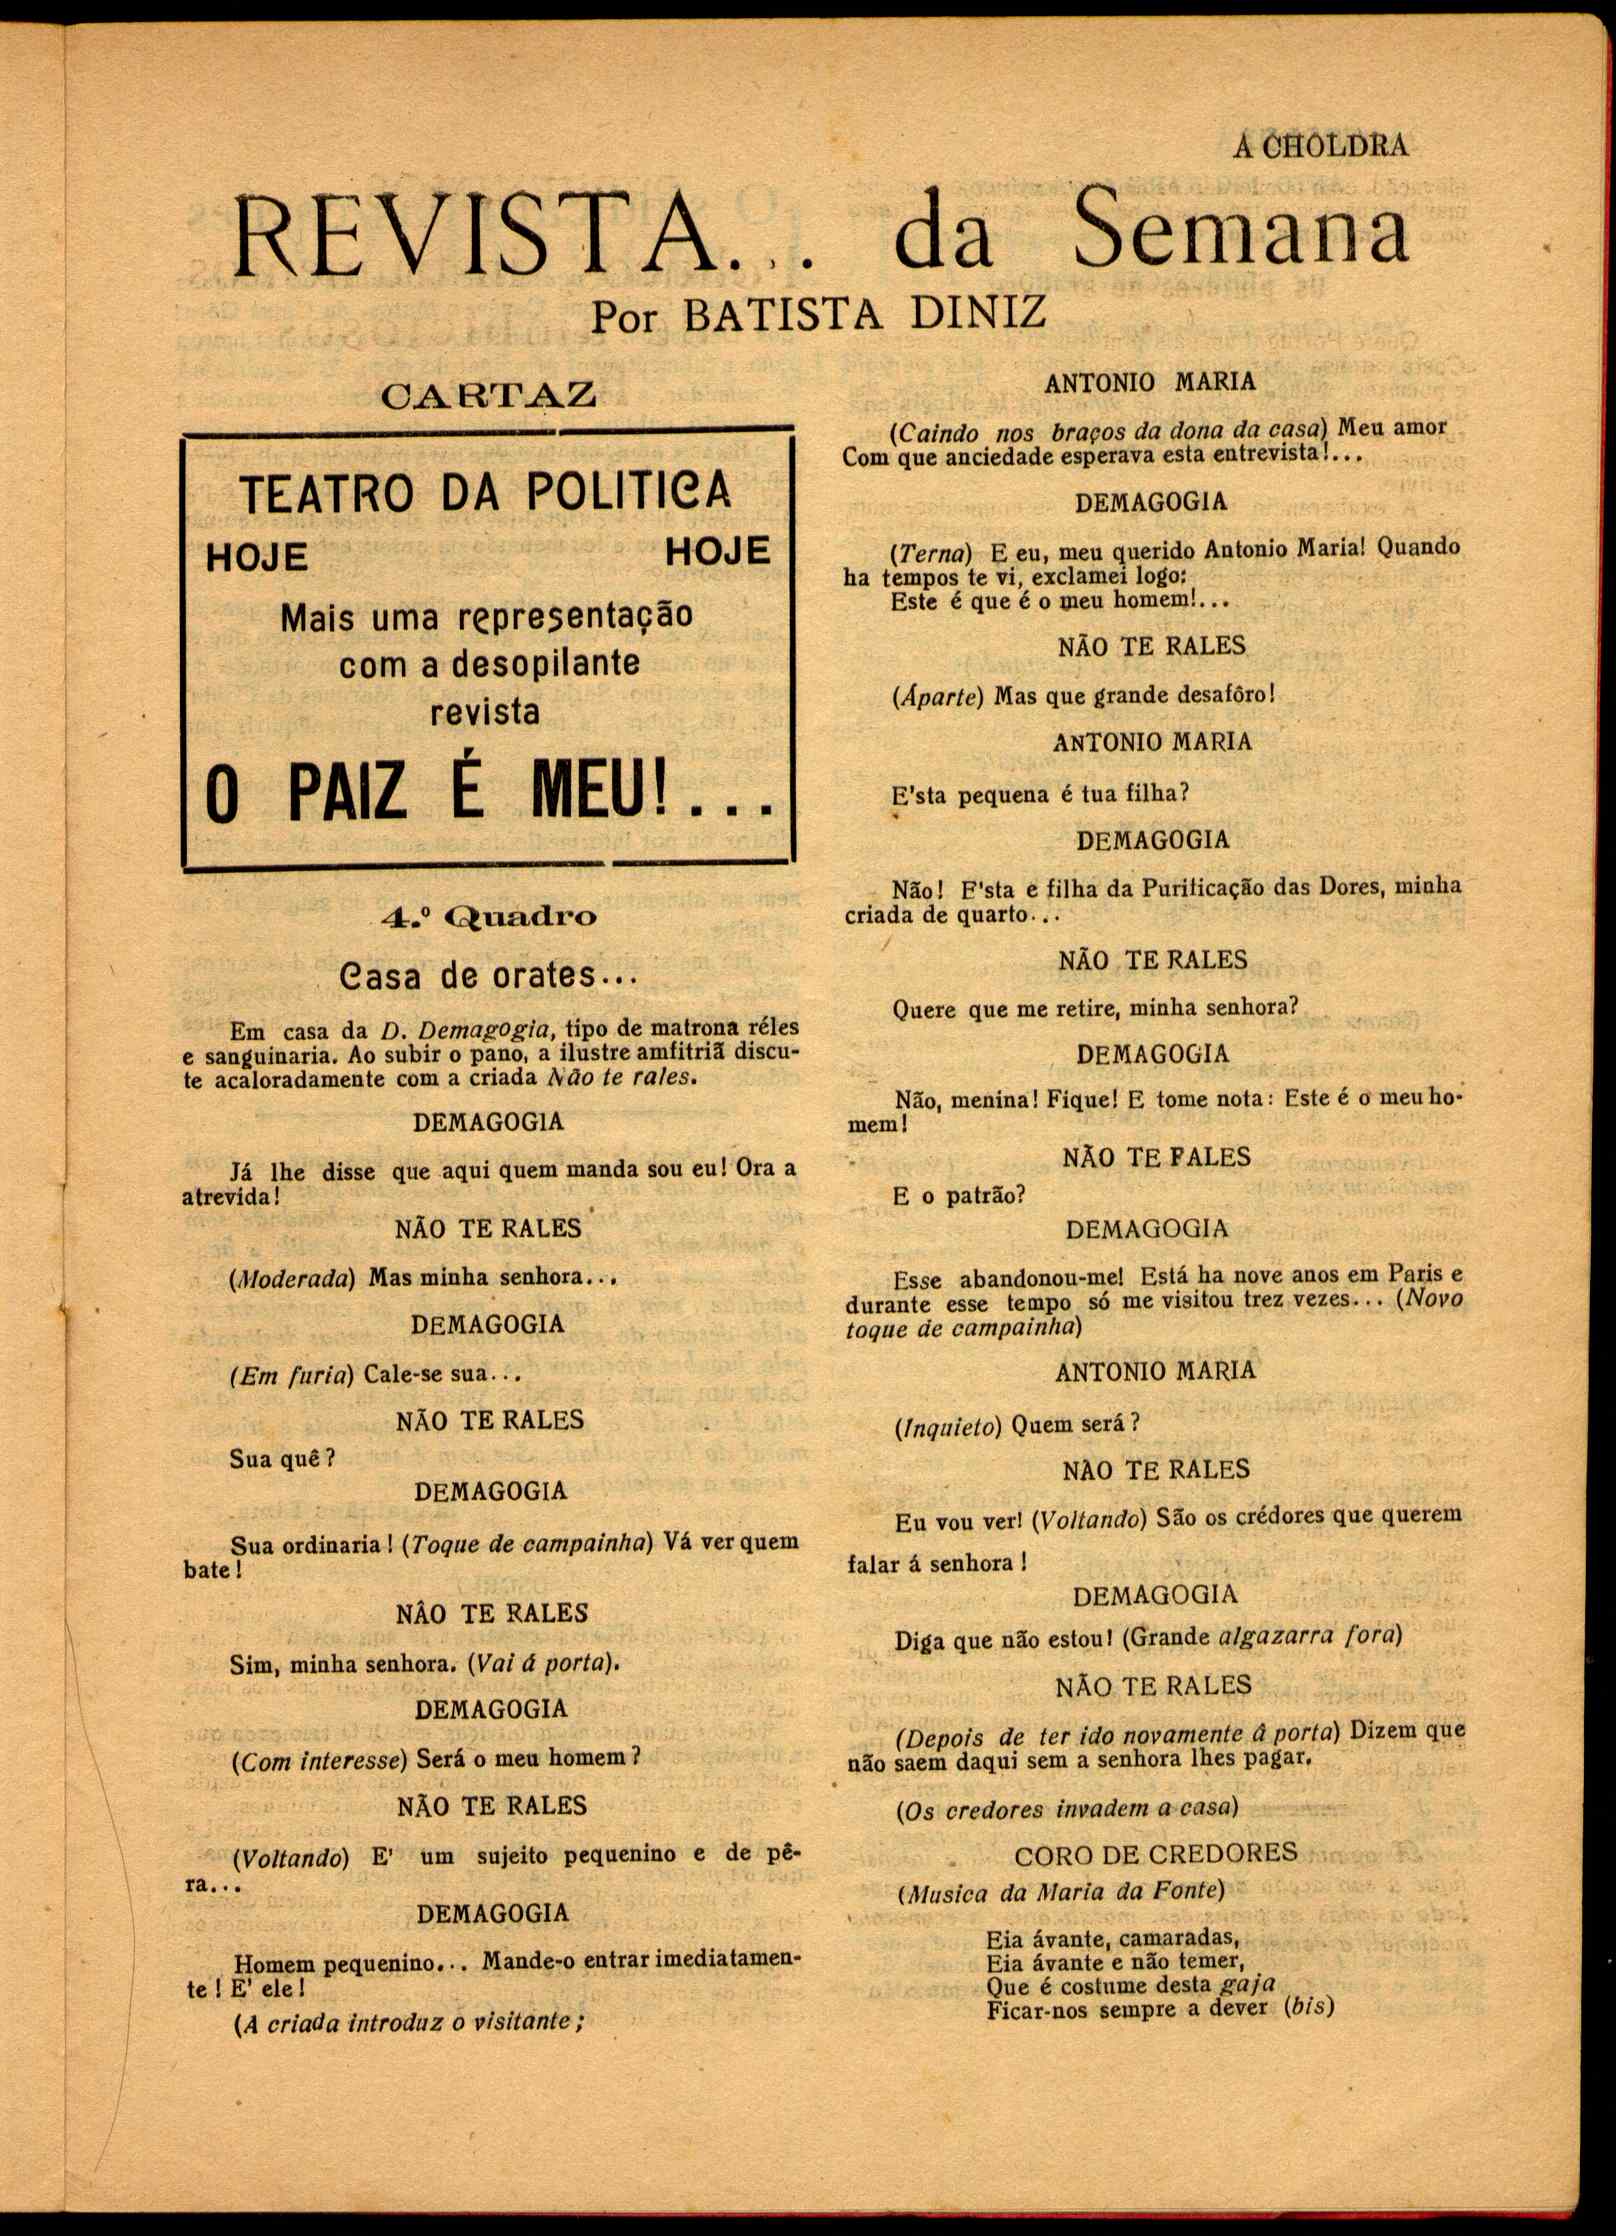 A CHOLDRA
REVISTA... da Semana
Por BATISTA DINIZ
CARTAZ
TEATRO DA POLITICA
HOJE HOJE
Mais uma representação
com a desopilante
revista
O PAIZ É MEU!...
4.º Quadro
Casa de orates...
Em casa da D. Demagogia, tipo de matrona réles
e sanguinaria. Ao subir o pano, a ilustre amfitriã discu-
te acaloradamente com a criada Não te rales.
DEMAGOGIA
Já lhe disse que aqui quem manda sou eu! Ora a
atrevida!
NÃO TE RALES
(Moderada) Mas minha senhora...
DEMAGOGIA
(Em furia) Cale-se sua...
NÃO TE RALES
Sua quê?
DEMAGOGIA
Sua ordinaria! (Toque de campainha) Vá ver quem
bate!
NÃO TE RALES
Sim, minha senhora. (Vai á porta).
DEMAGOGIA
(Com interesse) Será o meu homem?
NÃO TE RALES
(Voltando) E' um sujeito pequenino e de pê-
ra...
DEMAGOGIA
Homem pequenino... Mande-o entrar imediatamen-
te! E' ele!
(A criada introduz o visitante;
ANTONIO MARIA
(Caindo nos braços da dona da casa) Meu amor
Com que anciedade esperava esta entrevista!...
DEMAGOGIA
(Terna) E eu, meu querido Antonio Maria! Quando
ha tempos te vi, exclamei logo:
Este é que é o meu homem!...
NÃO TE RALES
(Áparte) Mas que grande desafôro!
ANTONIO MARIA
E'sta pequena é tua filha?
DEMAGOGIA
Não! E'sta e filha da Purificação das Dores, minha
criada de quarto...
NÃO TE RALES
Quere que me retire, minha senhora?
DEMAGOGIA
Não, menina! Fique! E tome nota: Este é o meu ho-
mem!
NÃO TE FALES
E o patrão?
DEMAGOGIA
Esse abandonou-me! Está ha nove anos em Paris e
durante esse tempo só me visitou trez vezes... (Novo
toque de campainha)
ANTONIO MARIA
(Inquieto) Quem será?
NÃO TE RALES
Eu vou ver! (Voltando) São os crédores que querem
falar á senhora!
DEMAGOGIA
Diga que não estou! (Grande algazarra fora)
NÃO TE RALES
(Depois de ter ido novamente á porta) Dizem que
não saem daqui sem a senhora lhes pagar.
(Os credores invadem a casa)
CORO DE CREDORES
(Musica da Maria da Fonte)
Eia ávante, camaradas,
Eia ávante e não temer,
Que é costume desta gaja
Ficar-nos sempre a dever (bis)